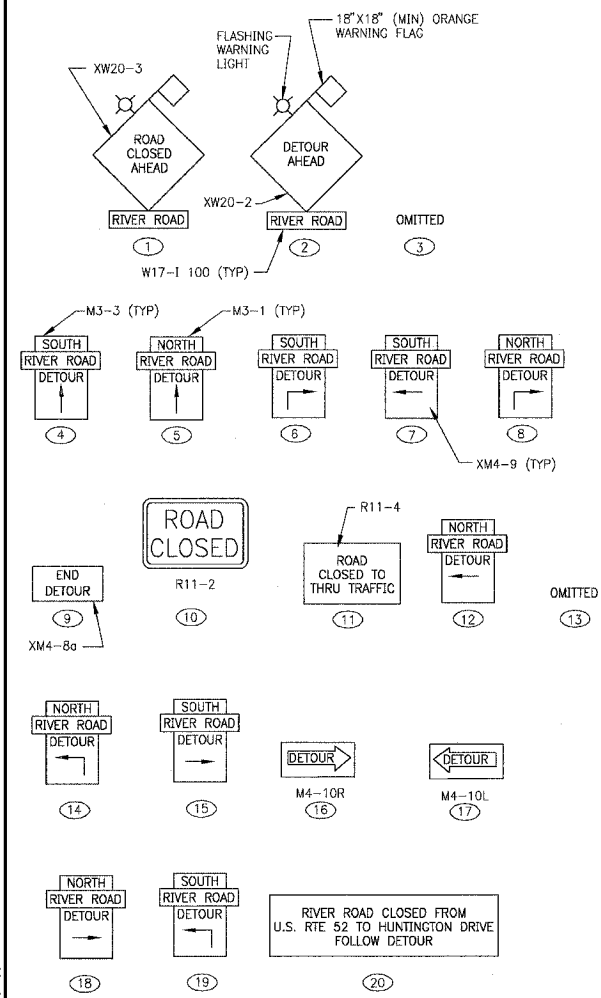 18"X18" (MIN) ORANGE
WARNING FLAG
FLASHING
WARNING
LIGHT
XW20-3
ROAD
CLOSED
AHEAD
DETOUR
AHEAD
XW20-2
RIVER ROAD
RIVER ROAD
OMITTED
1
2
3
W17-I 100 (TYP)
M3-3 (TYP)
M3-1 (TYP)
SOUTH
RIVER ROAD
DETOUR
4
NORTH
RIVER ROAD
DETOUR
5
SOUTH
RIVER ROAD
DETOUR
6
SOUTH
RIVER ROAD
DETOUR
7
NORTH
RIVER ROAD
DETOUR
8
XM4-9 (TYP)
END
DETOUR
9
XM4-8a
ROAD
CLOSED
R11-2
10
R11-4
ROAD
CLOSED TO
THRU TRAFFIC
11
NORTH
RIVER ROAD
DETOUR
12
OMITTED
13
NORTH
RIVER ROAD
DETOUR
14
SOUTH
RIVER ROAD
DETOUR
15
DETOUR
M4-10R
16
DETOUR
M4-10L
17
NORTH
RIVER ROAD
DETOUR
18
SOUTH
RIVER ROAD
DETOUR
19
RIVER ROAD CLOSED FROM
U.S. RTE 52 TO HUNTINGTON DRIVE
FOLLOW DETOUR
20